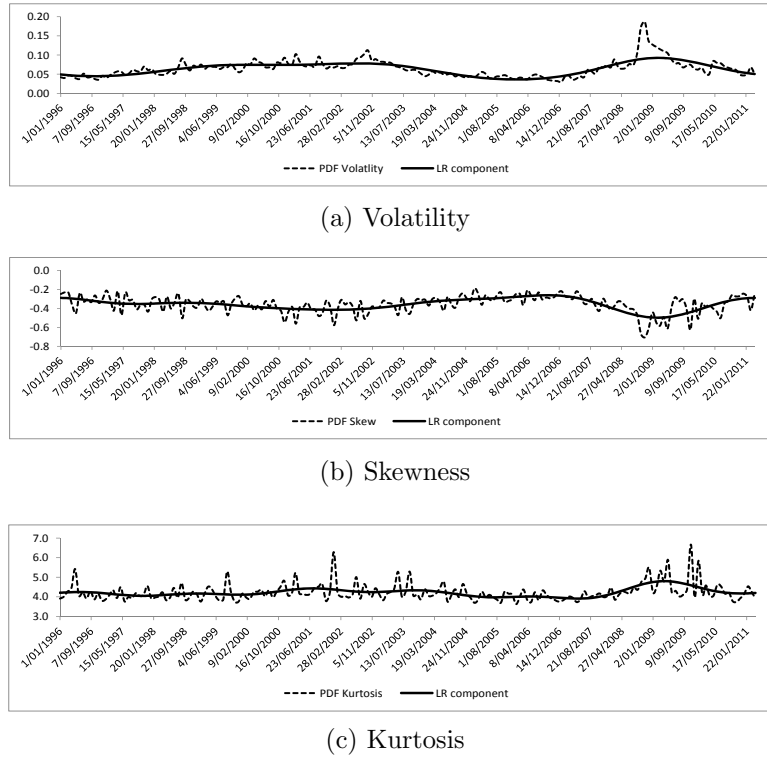 0.20
0.15
0.10
0.05
0.00
1/01/1996 7/09/1996 15/05/1997 20/01/1998 27/09/1998 4/06/1999 9/02/2000 16/10/2000 23/06/2001 28/02/2002 5/11/2002 13/07/2003 19/03/2004 24/11/2004 1/08/2005 8/04/2006 14/12/2006 21/08/2007 27/04/2008 2/01/2009 9/09/2009 17/05/2010 22/01/2011
PDF Volatlity LR component
(a) Volatility
0.0
-0.2
-0.4
-0.6
-0.8
1/01/1996 7/09/1996 15/05/1997 20/01/1998 27/09/1998 4/06/1999 9/02/2000 16/10/2000 23/06/2001 28/02/2002 5/11/2002 13/07/2003 19/03/2004 24/11/2004 1/08/2005 8/04/2006 14/12/2006 21/08/2007 27/04/2008 2/01/2009 9/09/2009 17/05/2010 22/01/2011
PDF Skew LR component
(b) Skewness
7.0
6.0
5.0
4.0
3.0
1/01/1996 7/09/1996 15/05/1997 20/01/1998 27/09/1998 4/06/1999 9/02/2000 16/10/2000 23/06/2001 28/02/2002 5/11/2002 13/07/2003 19/03/2004 24/11/2004 1/08/2005 8/04/2006 14/12/2006 21/08/2007 27/04/2008 2/01/2009 9/09/2009 17/05/2010 22/01/2011
PDF Kurtosis LR component
(c) Kurtosis